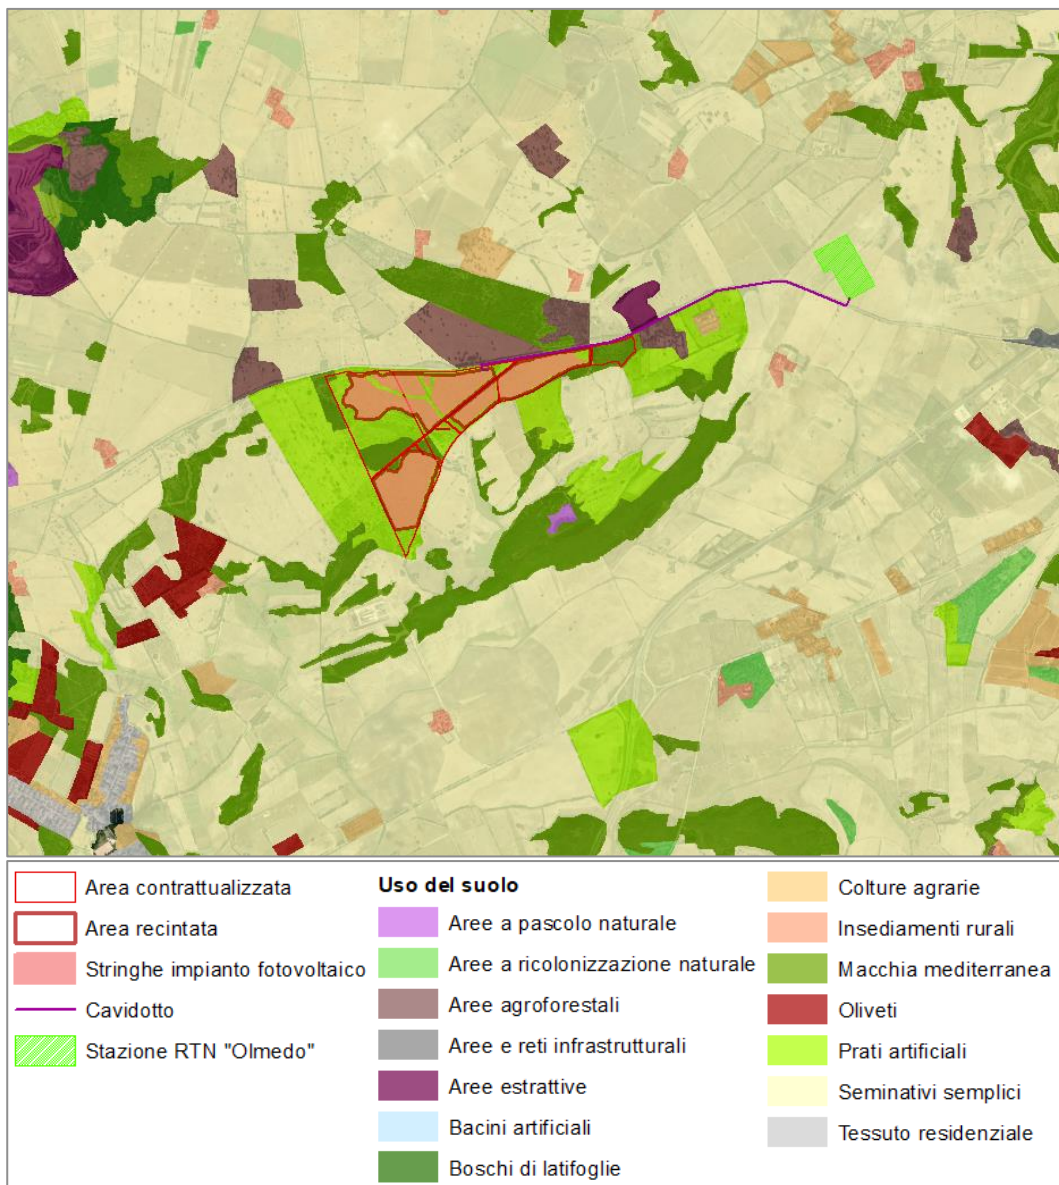 Area contrattualizzata
Area recintata
Stringhe impianto fotovoltaico
Cavidotto
Stazione RTN "Olmedo"
Uso del suolo
Aree a pascolo naturale
Aree a ricolonizzazione naturale
Aree agroforestali
Aree e reti infrastrutturali
Aree estrattive
Bacini artificiali
Boschi di latifoglie
Colture agrarie
Insediamenti rurali
Macchia mediterranea
Oliveti
Prati artificiali
Seminativi semplici
Tessuto residenziale